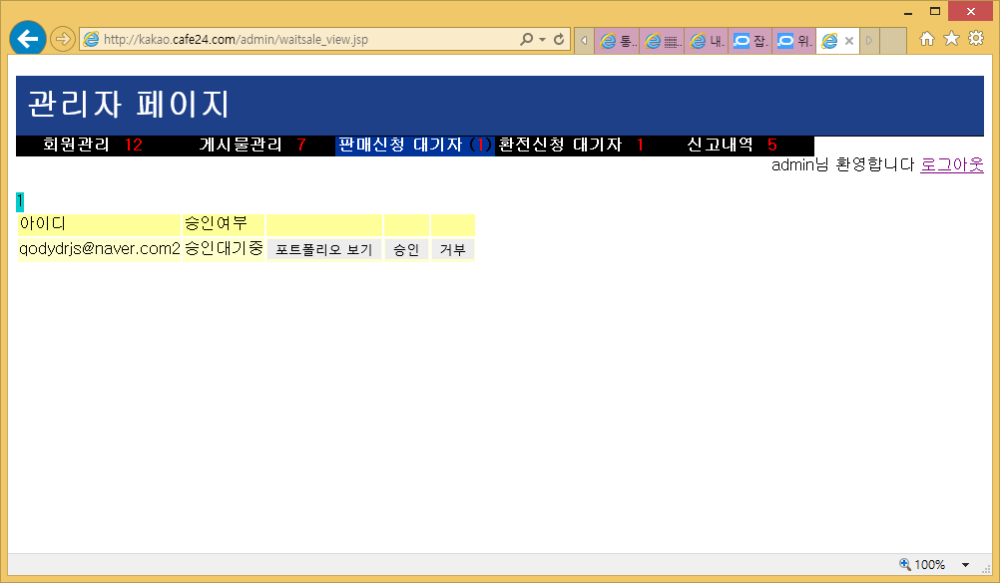 http://kakao.cafe24.com/admin/waitsale_view.jsp
통..
내.
잡.
위.
관리자 페이지
회원관리 12 게시물관리 7 판매신청 대기자 (1) 환전신청 대기자 1 신고내역 5
admin님 환영합니다 로그아웃
1
아이디 승인여부
qodydrjs@naver.com2 승인대기중 포트폴리오 보기 승인 거부
100%